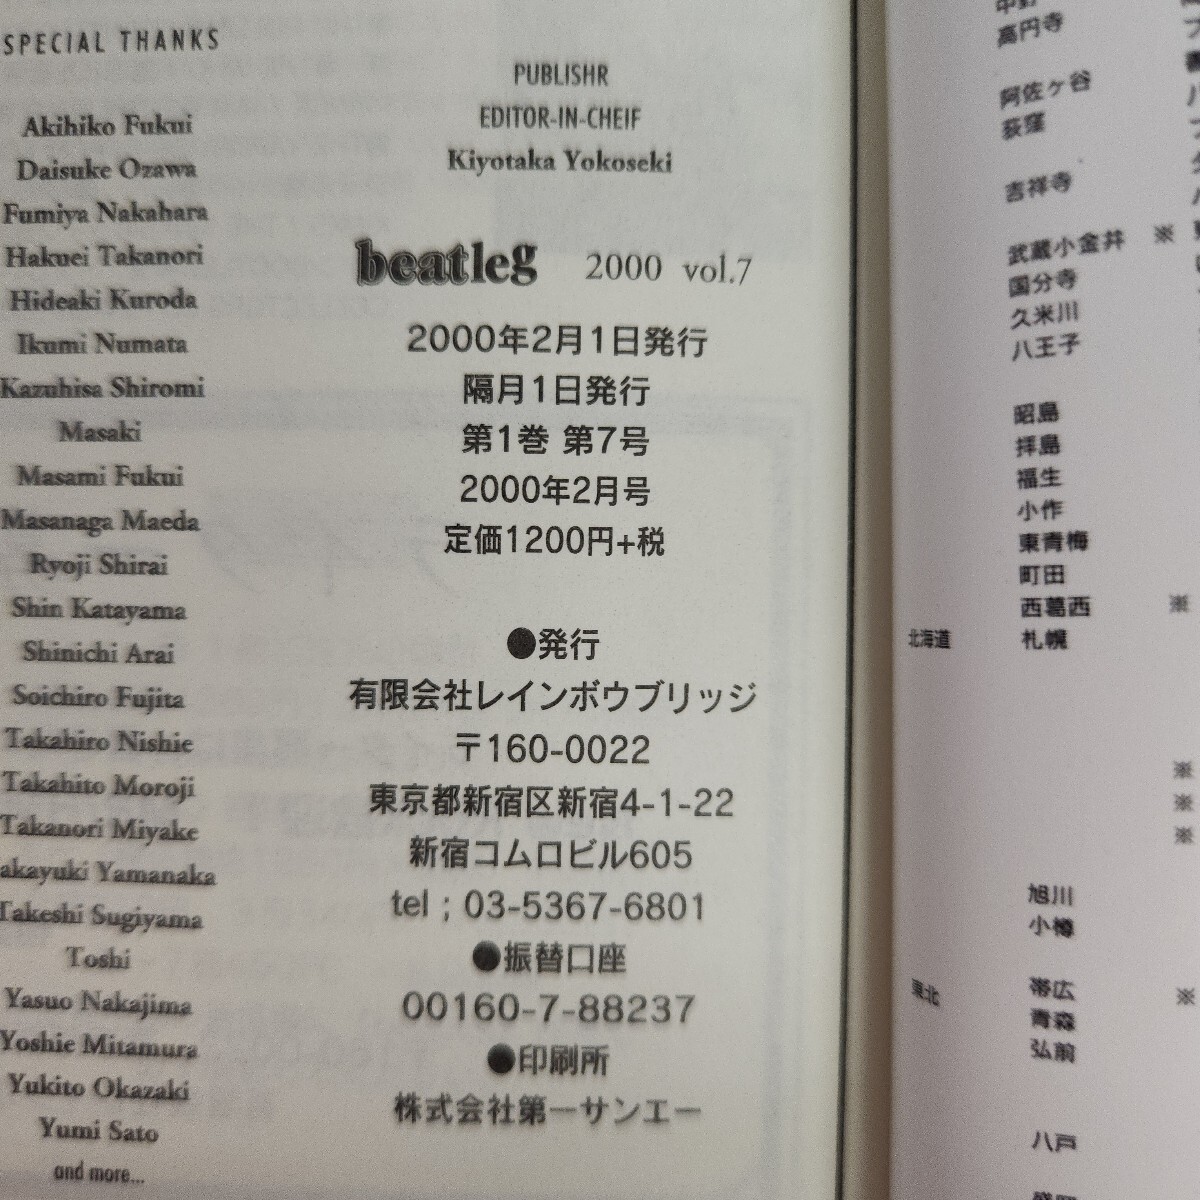 SPECIAL THANKS
Akihiko Fukui
Daisuke Ozawa
Fumiya Nakahara
Hakuei Takanori
Hideaki Kuroda
Ikumi Numata
Kazuhisa Shiromi
Masaki
Masami Fukui
Masanaga Maeda
Ryoji Shirai
Shin Katayama
Shinichi Arai
Soichiro Fujita
Takahiro Nishie
Takahito Moroji
Takanori Miyake
akayuki Yamanaka
Takeshi Sugiyama
Toshi
Yasuo Nakajima
Yoshie Mitamura
Yukito Okazaki
Yumi Sato
and more...
PUBLISHR
EDITOR-IN-CHEIF
Kiyotaka Yokoseki
beatleg 2000 vol.7
2000年2月1日発行
隔月1日発行
第1巻 第7号
2000年2月号
定価1200円+税
●発行
有限会社レインボウブリッジ
〒160-0022
東京都新宿区新宿4-1-22
新宿コムロビル605
tel ; 03-5367-6801
●振替口座
00160-7-88237
●印刷所
株式会社第一サンエー
中野
高円寺
阿佐ヶ谷
荻窪
吉祥寺
武蔵小金井 ※
国分寺
久米川
八王子
昭島
拝島
福生
小作
東青梅
町田
西葛西 ※
北海道 札幌
※
※
※
旭川
小樽
東北 帯広 ※
青森
弘前
八戸